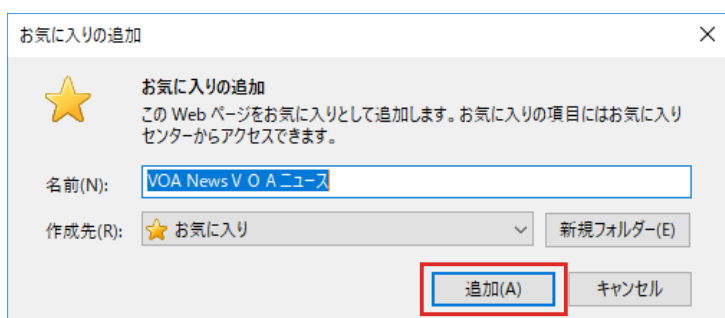 お気に入りの追加
お気に入りの追加
この Web ページをお気に入りとして追加します。お気に入りの項目にはお気に入り
センターからアクセスできます。
名前(N): VOA News V O A ニュース
作成先(R): お気に入り 新規フォルダー(E)
追加(A) キャンセル